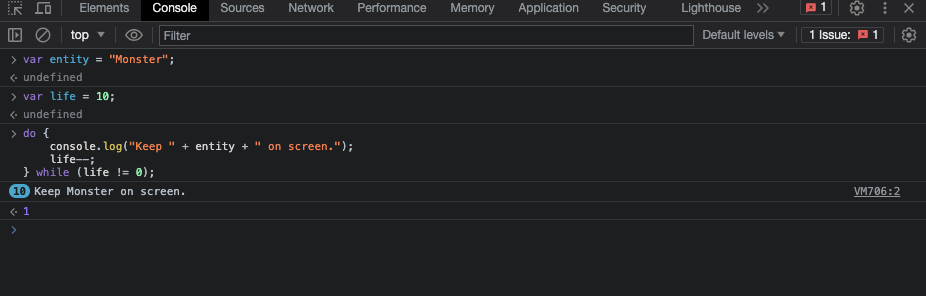 Elements Console Sources Network Performance Memory Application Security Lighthouse 1
top Filter Default levels 1 Issue: 1
var entity = "Monster";
undefined
var life = 10;
undefined
do {
console.log("Keep " + entity + " on screen.");
life--;
} while (life != 0);
10 Keep Monster on screen. VM706:2
1